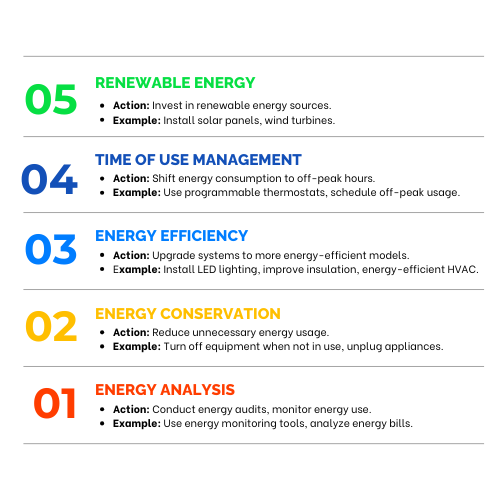 05
RENEWABLE ENERGY
• Action: Invest in renewable energy sources.
• Example: Install solar panels, wind turbines.
04
TIME OF USE MANAGEMENT
• Action: Shift energy consumption to off-peak hours.
• Example: Use programmable thermostats, schedule off-peak usage.
03
ENERGY EFFICIENCY
• Action: Upgrade systems to more energy-efficient models.
• Example: Install LED lighting, improve insulation, energy-efficient HVAC.
02
ENERGY CONSERVATION
• Action: Reduce unnecessary energy usage.
• Example: Turn off equipment when not in use, unplug appliances.
01
ENERGY ANALYSIS
• Action: Conduct energy audits, monitor energy use.
• Example: Use energy monitoring tools, analyze energy bills.